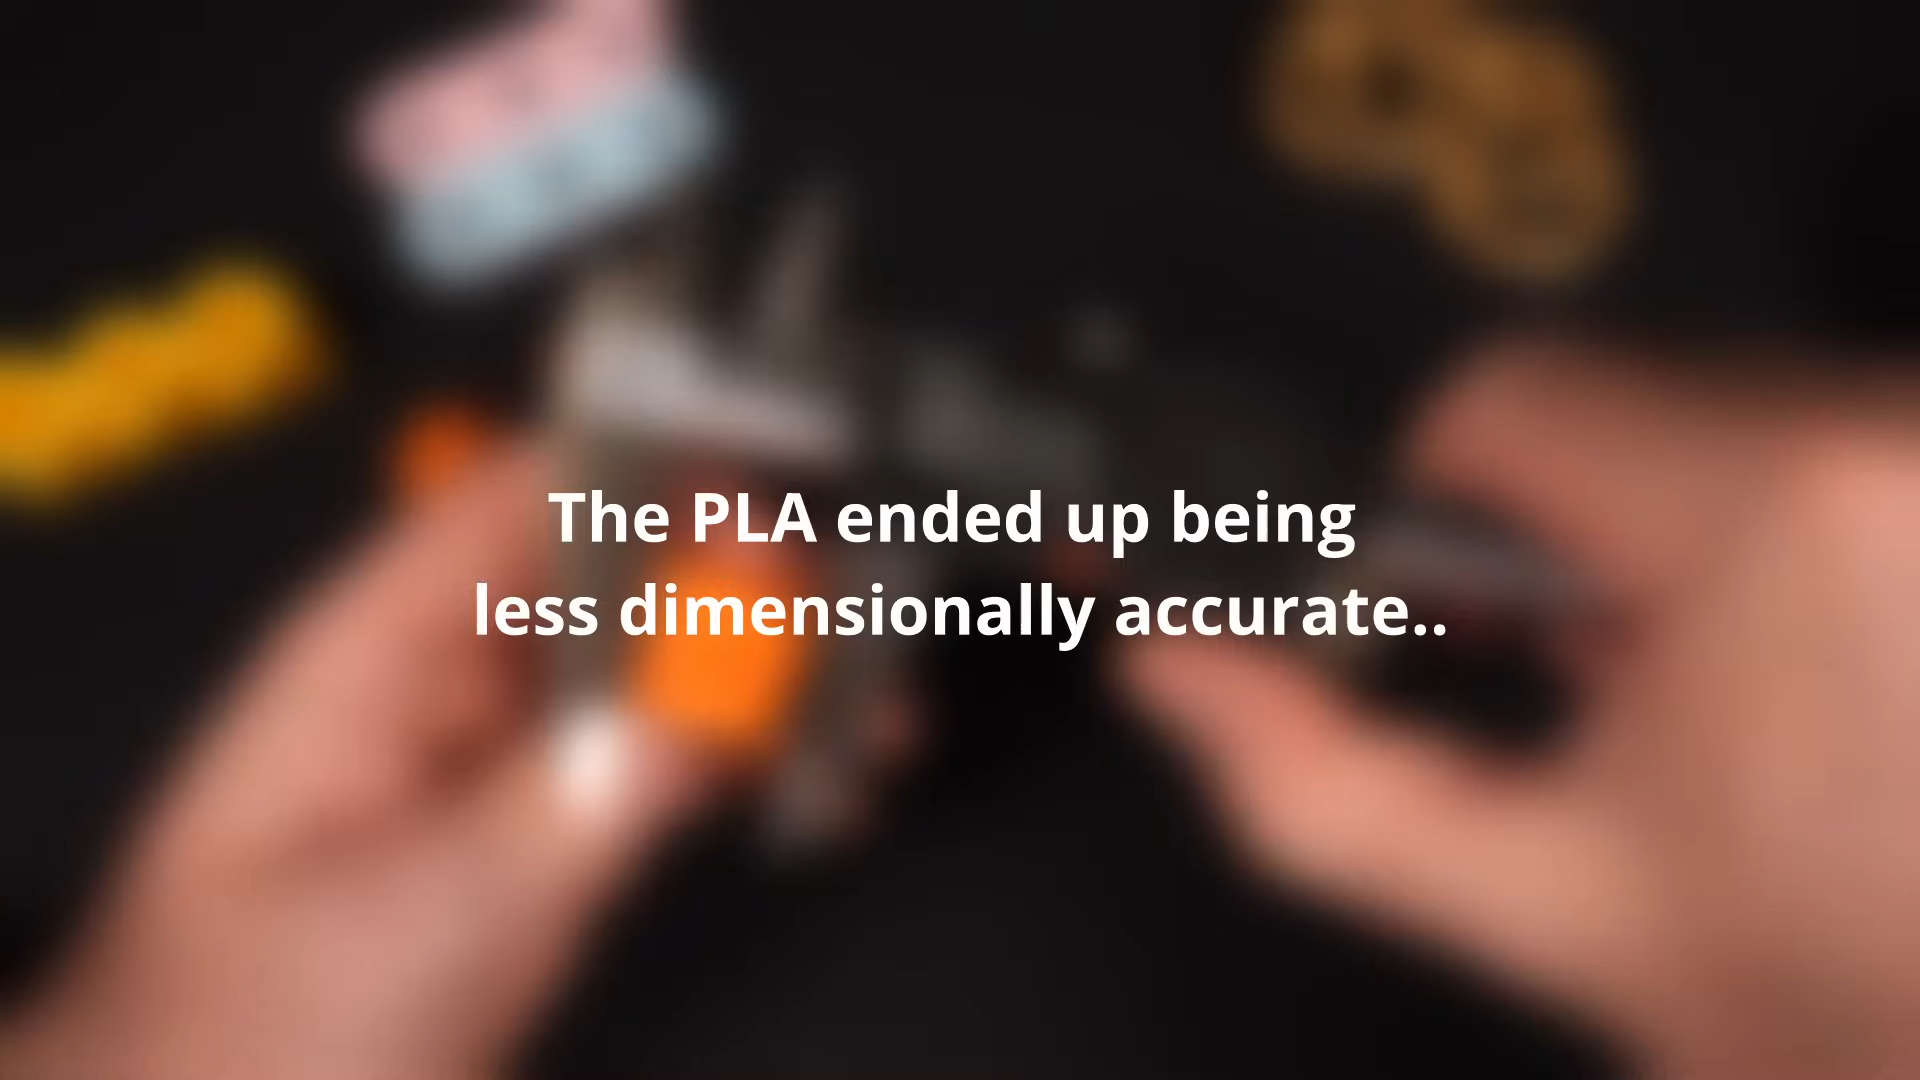 The PLA ended up being
less dimensionally accurate..